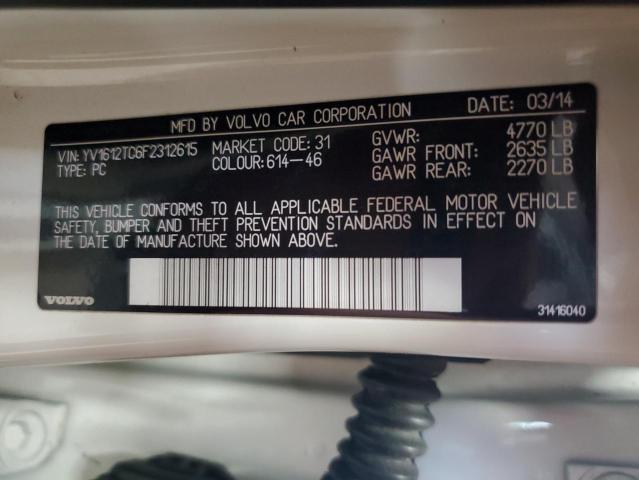 MFD BY VOLVO CAR CORPORATION DATE: 03/14
VIN: YV1612TC6F2312615 MARKET CODE: 31 GVWR: 4770 LB
TYPE: PC COLOUR: 614-46 GAWR FRONT: 2635 LB
GAWR REAR: 2270 LB
THIS VEHICLE CONFORMS TO ALL APPLICABLE FEDERAL MOTOR VEHICLE
SAFETY, BUMPER AND THEFT PREVENTION STANDARDS IN EFFECT ON
THE DATE OF MANUFACTURE SHOWN ABOVE.
VOLVO 31416040